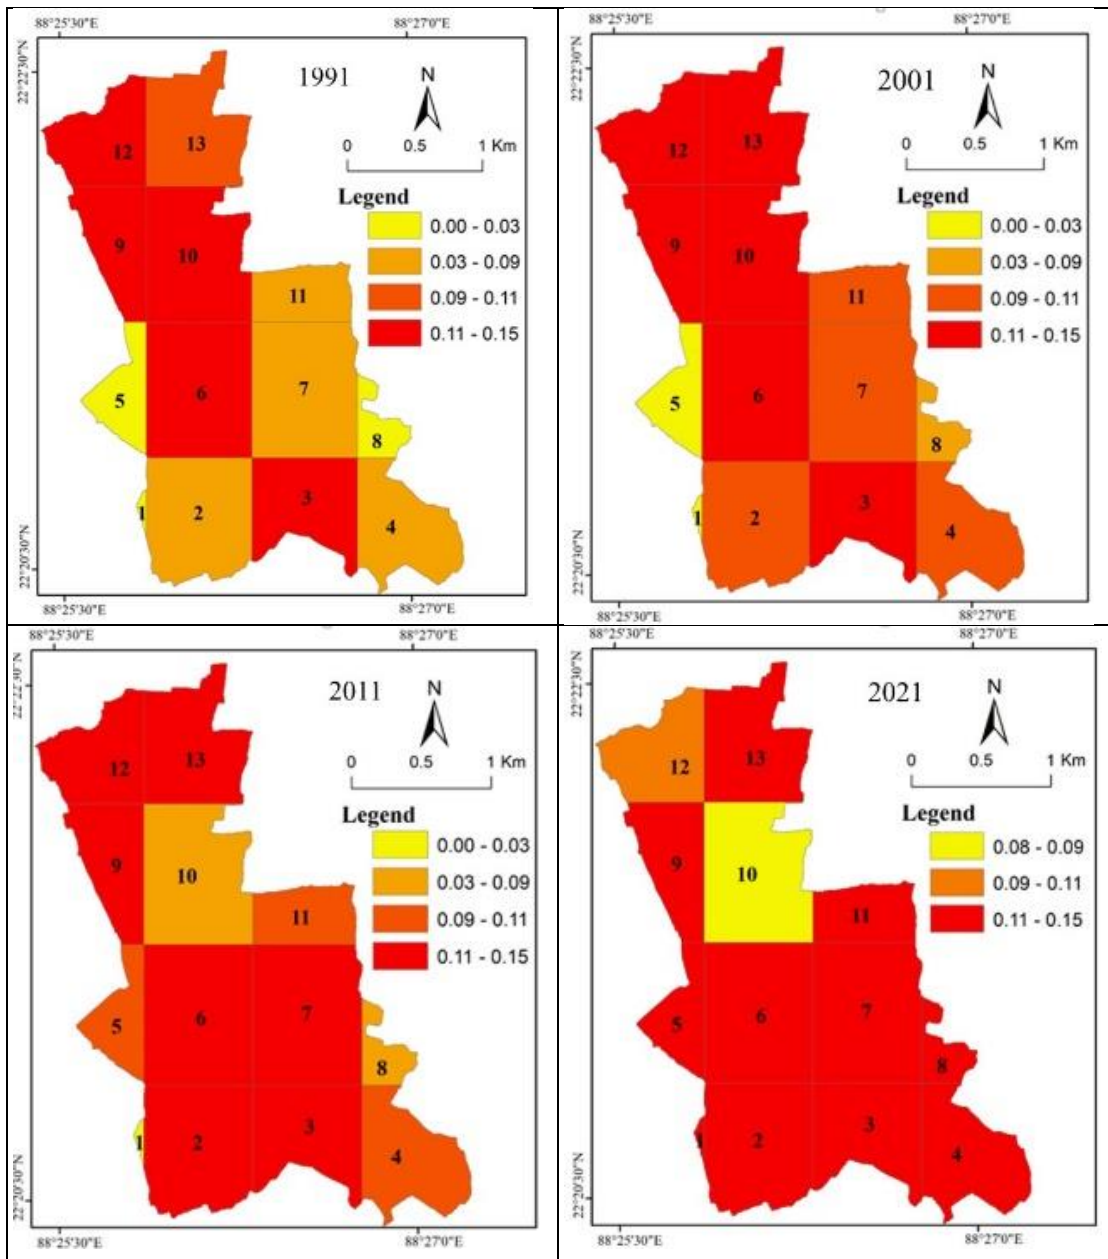 88°25'30"E 88°27'0"E
22°22'30"N
1991
N
0 0.5 1 Km
Legend
0.00 - 0.03
0.03 - 0.09
0.09 - 0.11
0.11 - 0.15
12 13
9 10
11
5 6 7
8
1 2 3
4
22°20'30"N
88°25'30"E 88°27'0"E
88°25'30"E 88°27'0"E
22°22'30"N
2001
N
0 0.5 1 Km
Legend
0.00 - 0.03
0.03 - 0.09
0.09 - 0.11
0.11 - 0.15
12 13
9 10
11
5 6 7
8
1 2 3
4
22°20'30"N
88°25'30"E 88°27'0"E
88°25'30"E 88°27'0"E
22°22'30"N
2011
N
0 0.5 1 Km
Legend
0.00 - 0.03
0.03 - 0.09
0.09 - 0.11
0.11 - 0.15
12 13
9 10
11
5 6 7
8
1 2 3
4
22°20'30"N
88°25'30"E 88°27'0"E
88°25'30"E 88°27'0"E
22°22'30"N
2021
N
0 0.5 1 Km
Legend
0.08 - 0.09
0.09 - 0.11
0.11 - 0.15
12 13
9 10
11
5 6 7
8
1 2 3
4
22°20'30"N
88°25'30"E 88°27'0"E